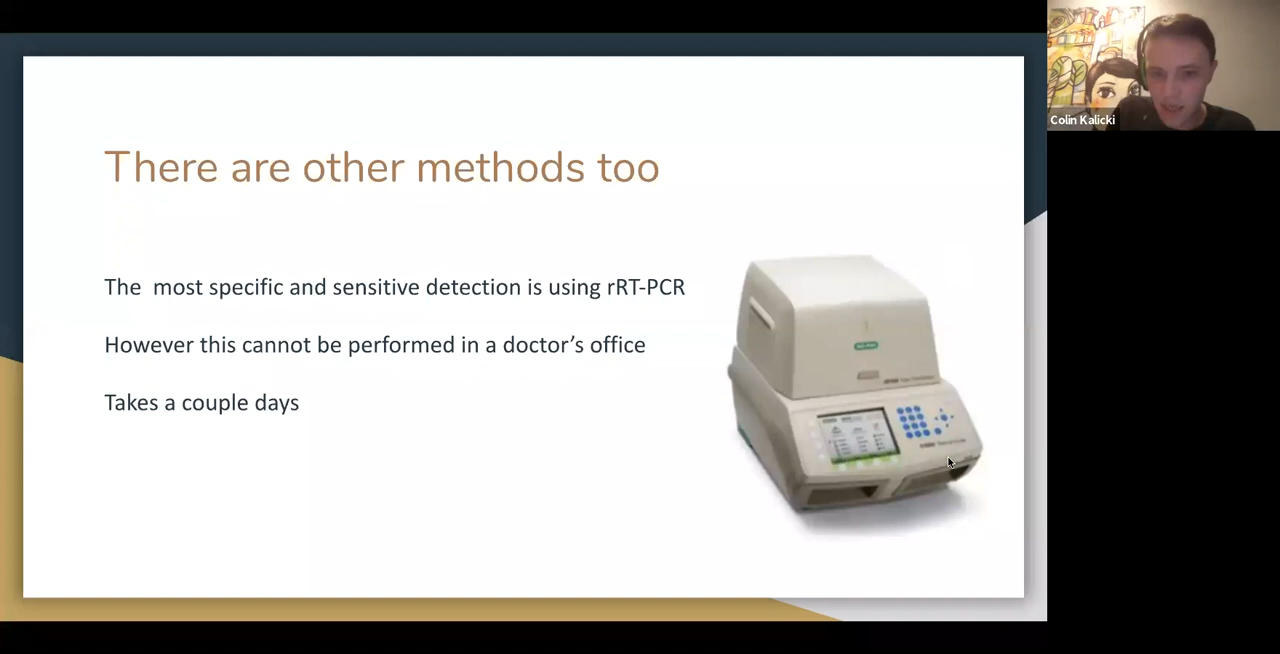 There are other methods too
The  most specific and sensitive detection is using rRT-PCR
However this cannot be performed in a doctor’s office
Takes a couple days
Colin Kalicki